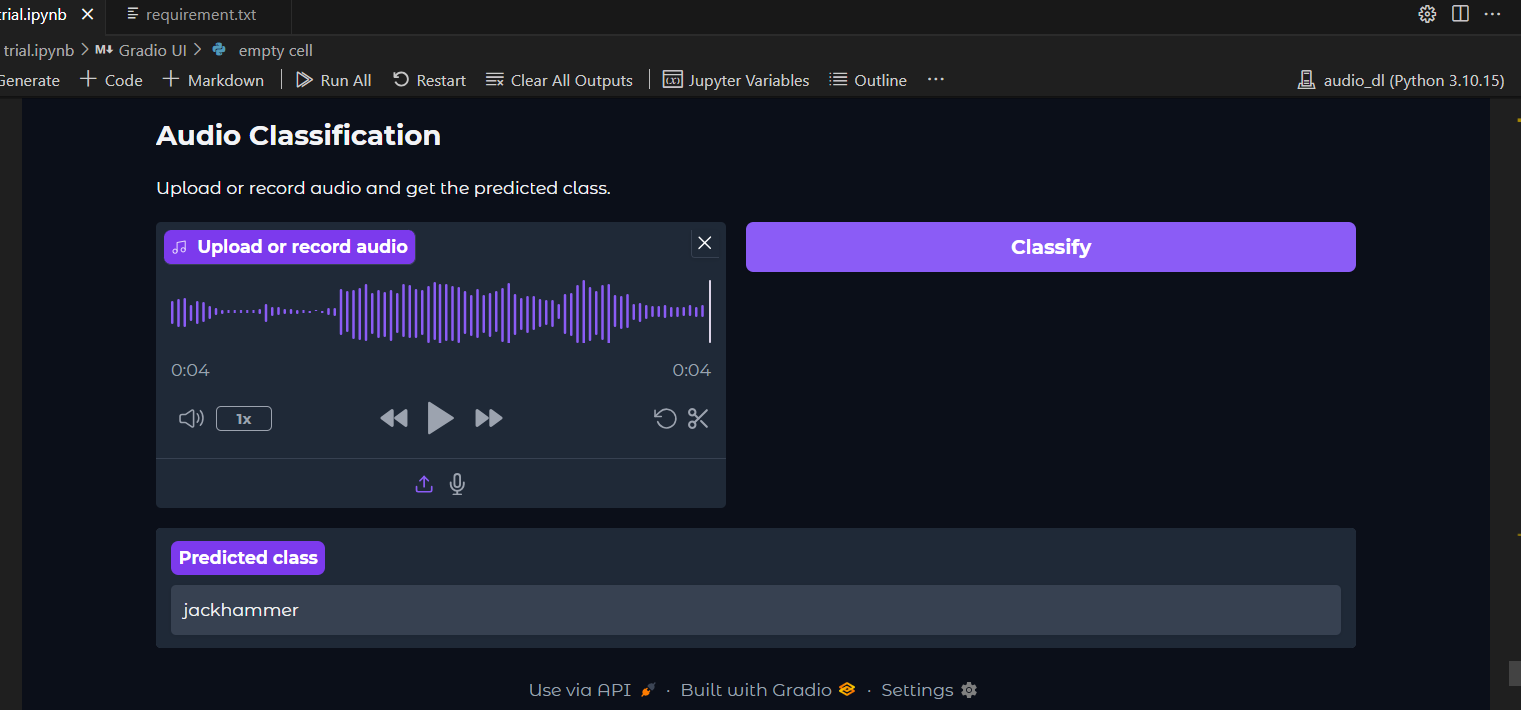 trial.ipynb requirement.txt
trial.ipynb > M↓ Gradio UI > empty cell
Generate + Code + Markdown Run All Restart Clear All Outputs Jupyter Variables Outline ··· audio_dl (Python 3.10.15)
Audio Classification
Upload or record audio and get the predicted class.
Upload or record audio
Classify
0:04 0:04
1x
Predicted class
jackhammer
Use via API · Built with Gradio · Settings